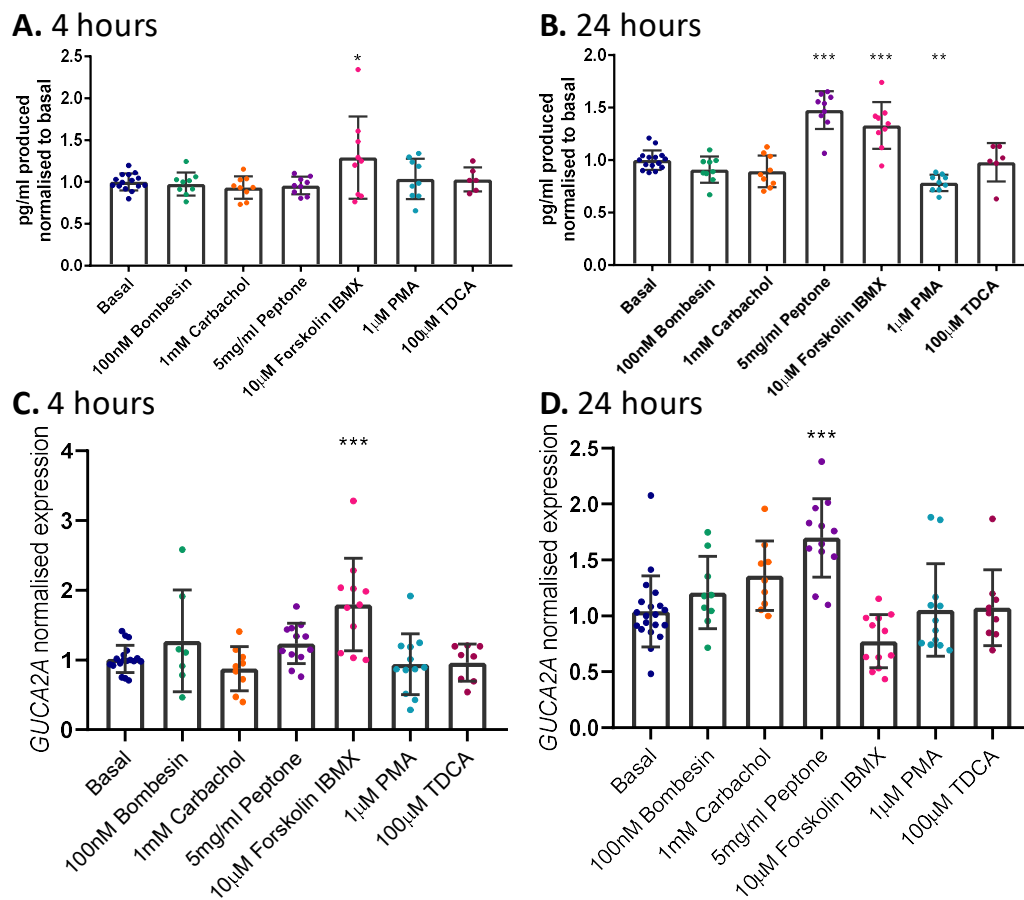 A. 4 hours
pg/ml produced
normalised to basal
2.5
2.0
1.5
1.0
0.5
0.0
*
Basal
100nM Bombesin
1mM Carbachol
5mg/ml Peptone
10μM Forskolin IBMX
1μM PMA
100μM TDCA
B. 24 hours
pg/ml produced
normalised to basal
2.0
1.5
1.0
0.5
0.0
***
***
**
Basal
100nM Bombesin
1mM Carbachol
5mg/ml Peptone
10μM Forskolin IBMX
1μM PMA
100μM TDCA
C. 4 hours
GUCA2A normalised expression
4
3
2
1
0
***
Basal
100nM Bombesin
1mM Carbachol
5mg/ml Peptone
10μM Forskolin IBMX
1μM PMA
100μM TDCA
D. 24 hours
GUCA2A normalised expression
2.5
2.0
1.5
1.0
0.5
0.0
***
Basal
100nM Bombesin
1mM Carbachol
5mg/ml Peptone
10μM Forskolin IBMX
1μM PMA
100μM TDCA